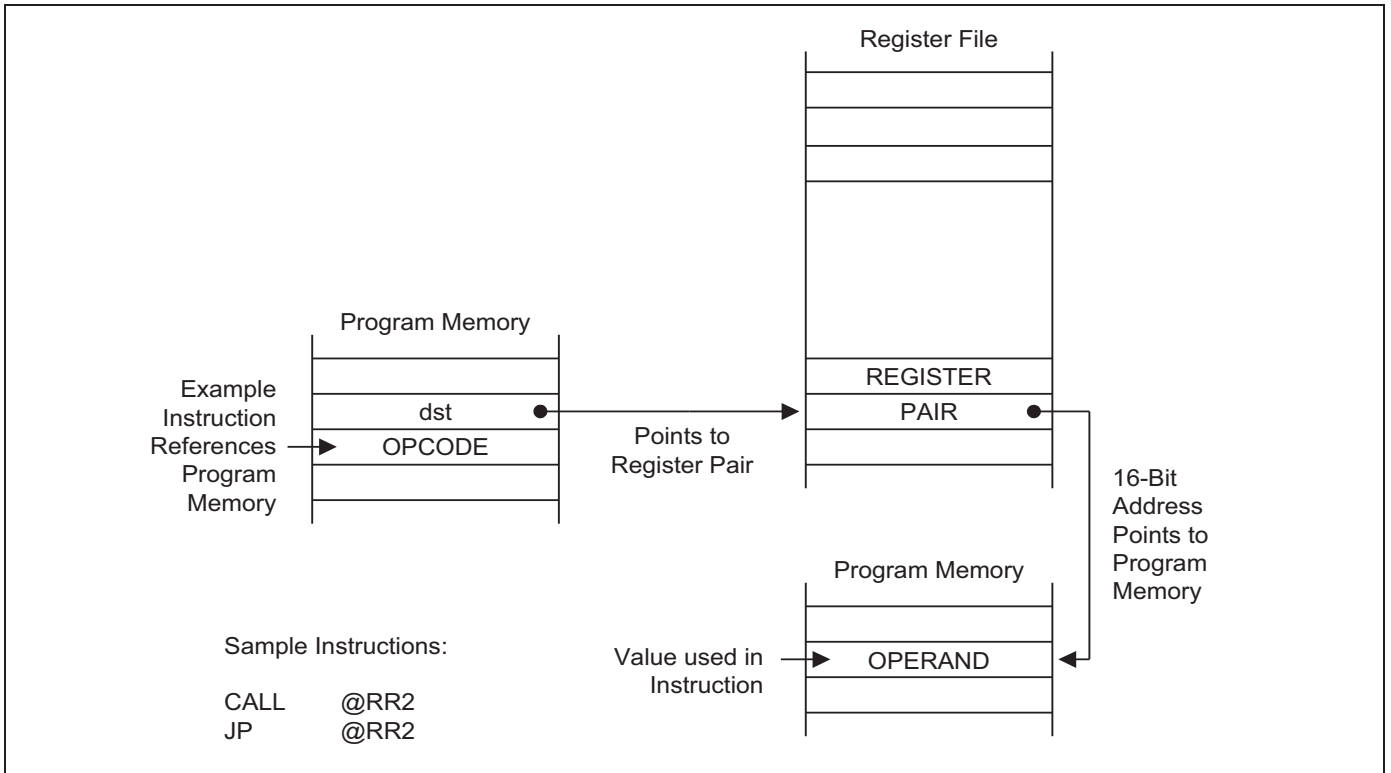 Register File
Program Memory
REGISTER
PAIR
Example
Instruction
References
Program
Memory
dst
OPCODE
Points to
Register Pair
16-Bit
Address
Points to
Program
Memory
Program Memory
OPERAND
Value used in
Instruction
Sample Instructions:
CALL @RR2
JP @RR2